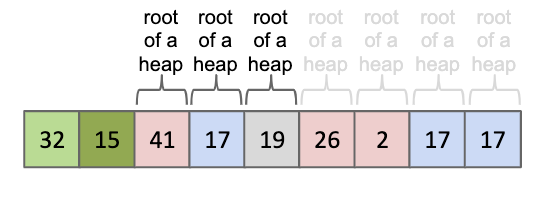 root root root root root root root
of a of a of a of a of a of a of a
heap heap heap heap heap heap heap
32 15 41 17 19 26 2 17 17